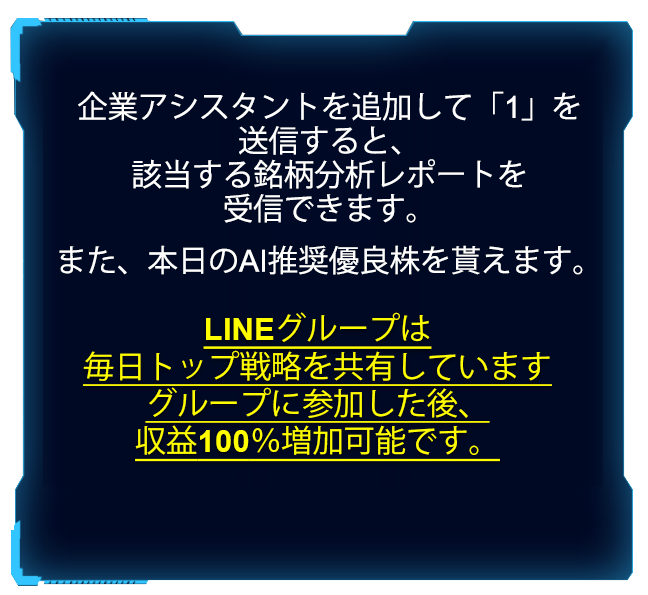 企業アシスタントを追加して「1」を
送信すると、
該当する銘柄分析レポートを
受信できます。
また、本日のAI推奨優良株を貰えます。
LINEグループは
毎日トップ戦略を共有しています
グループに参加した後、
収益100%増加可能です。